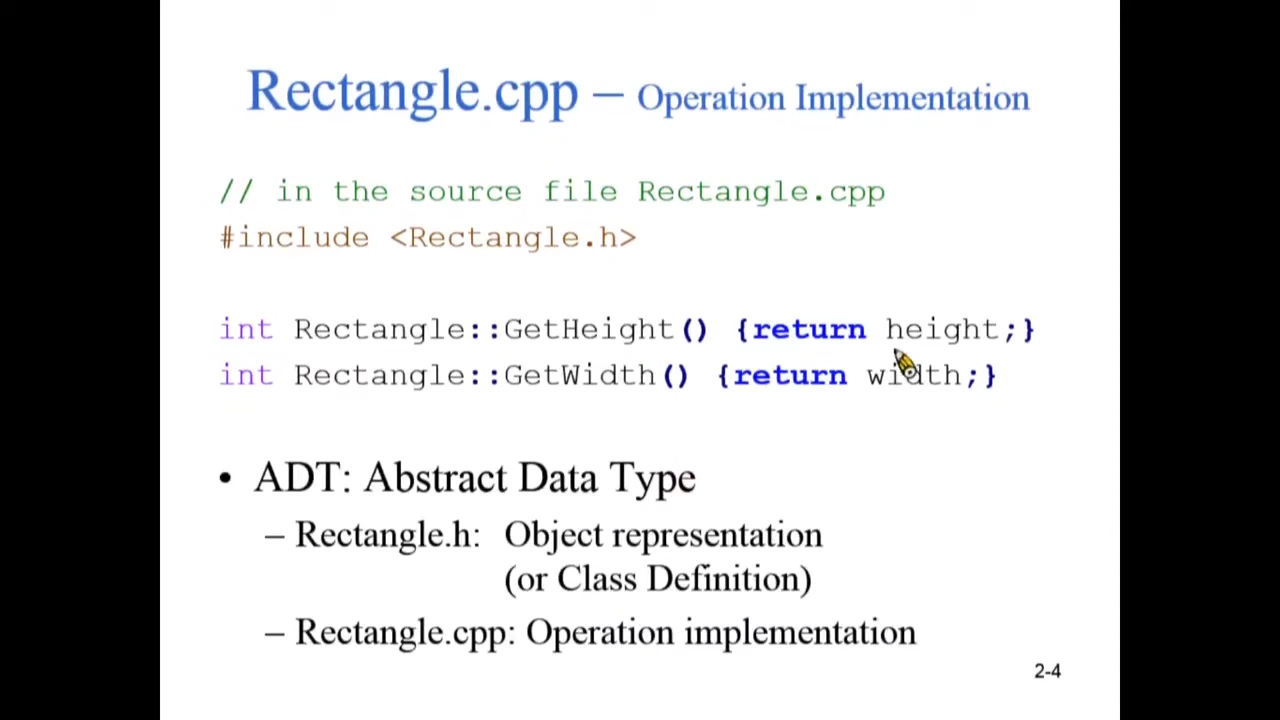 Rectangle.cpp – Operation Implementation
// in the source file Rectangle.cpp
#include <Rectangle.h>
int Rectangle::GetHeight() {return height;}
int Rectangle::GetWidth() {return width;}
• ADT: Abstract Data Type
– Rectangle.h: Object representation
(or Class Definition)
– Rectangle.cpp: Operation implementation
2-4